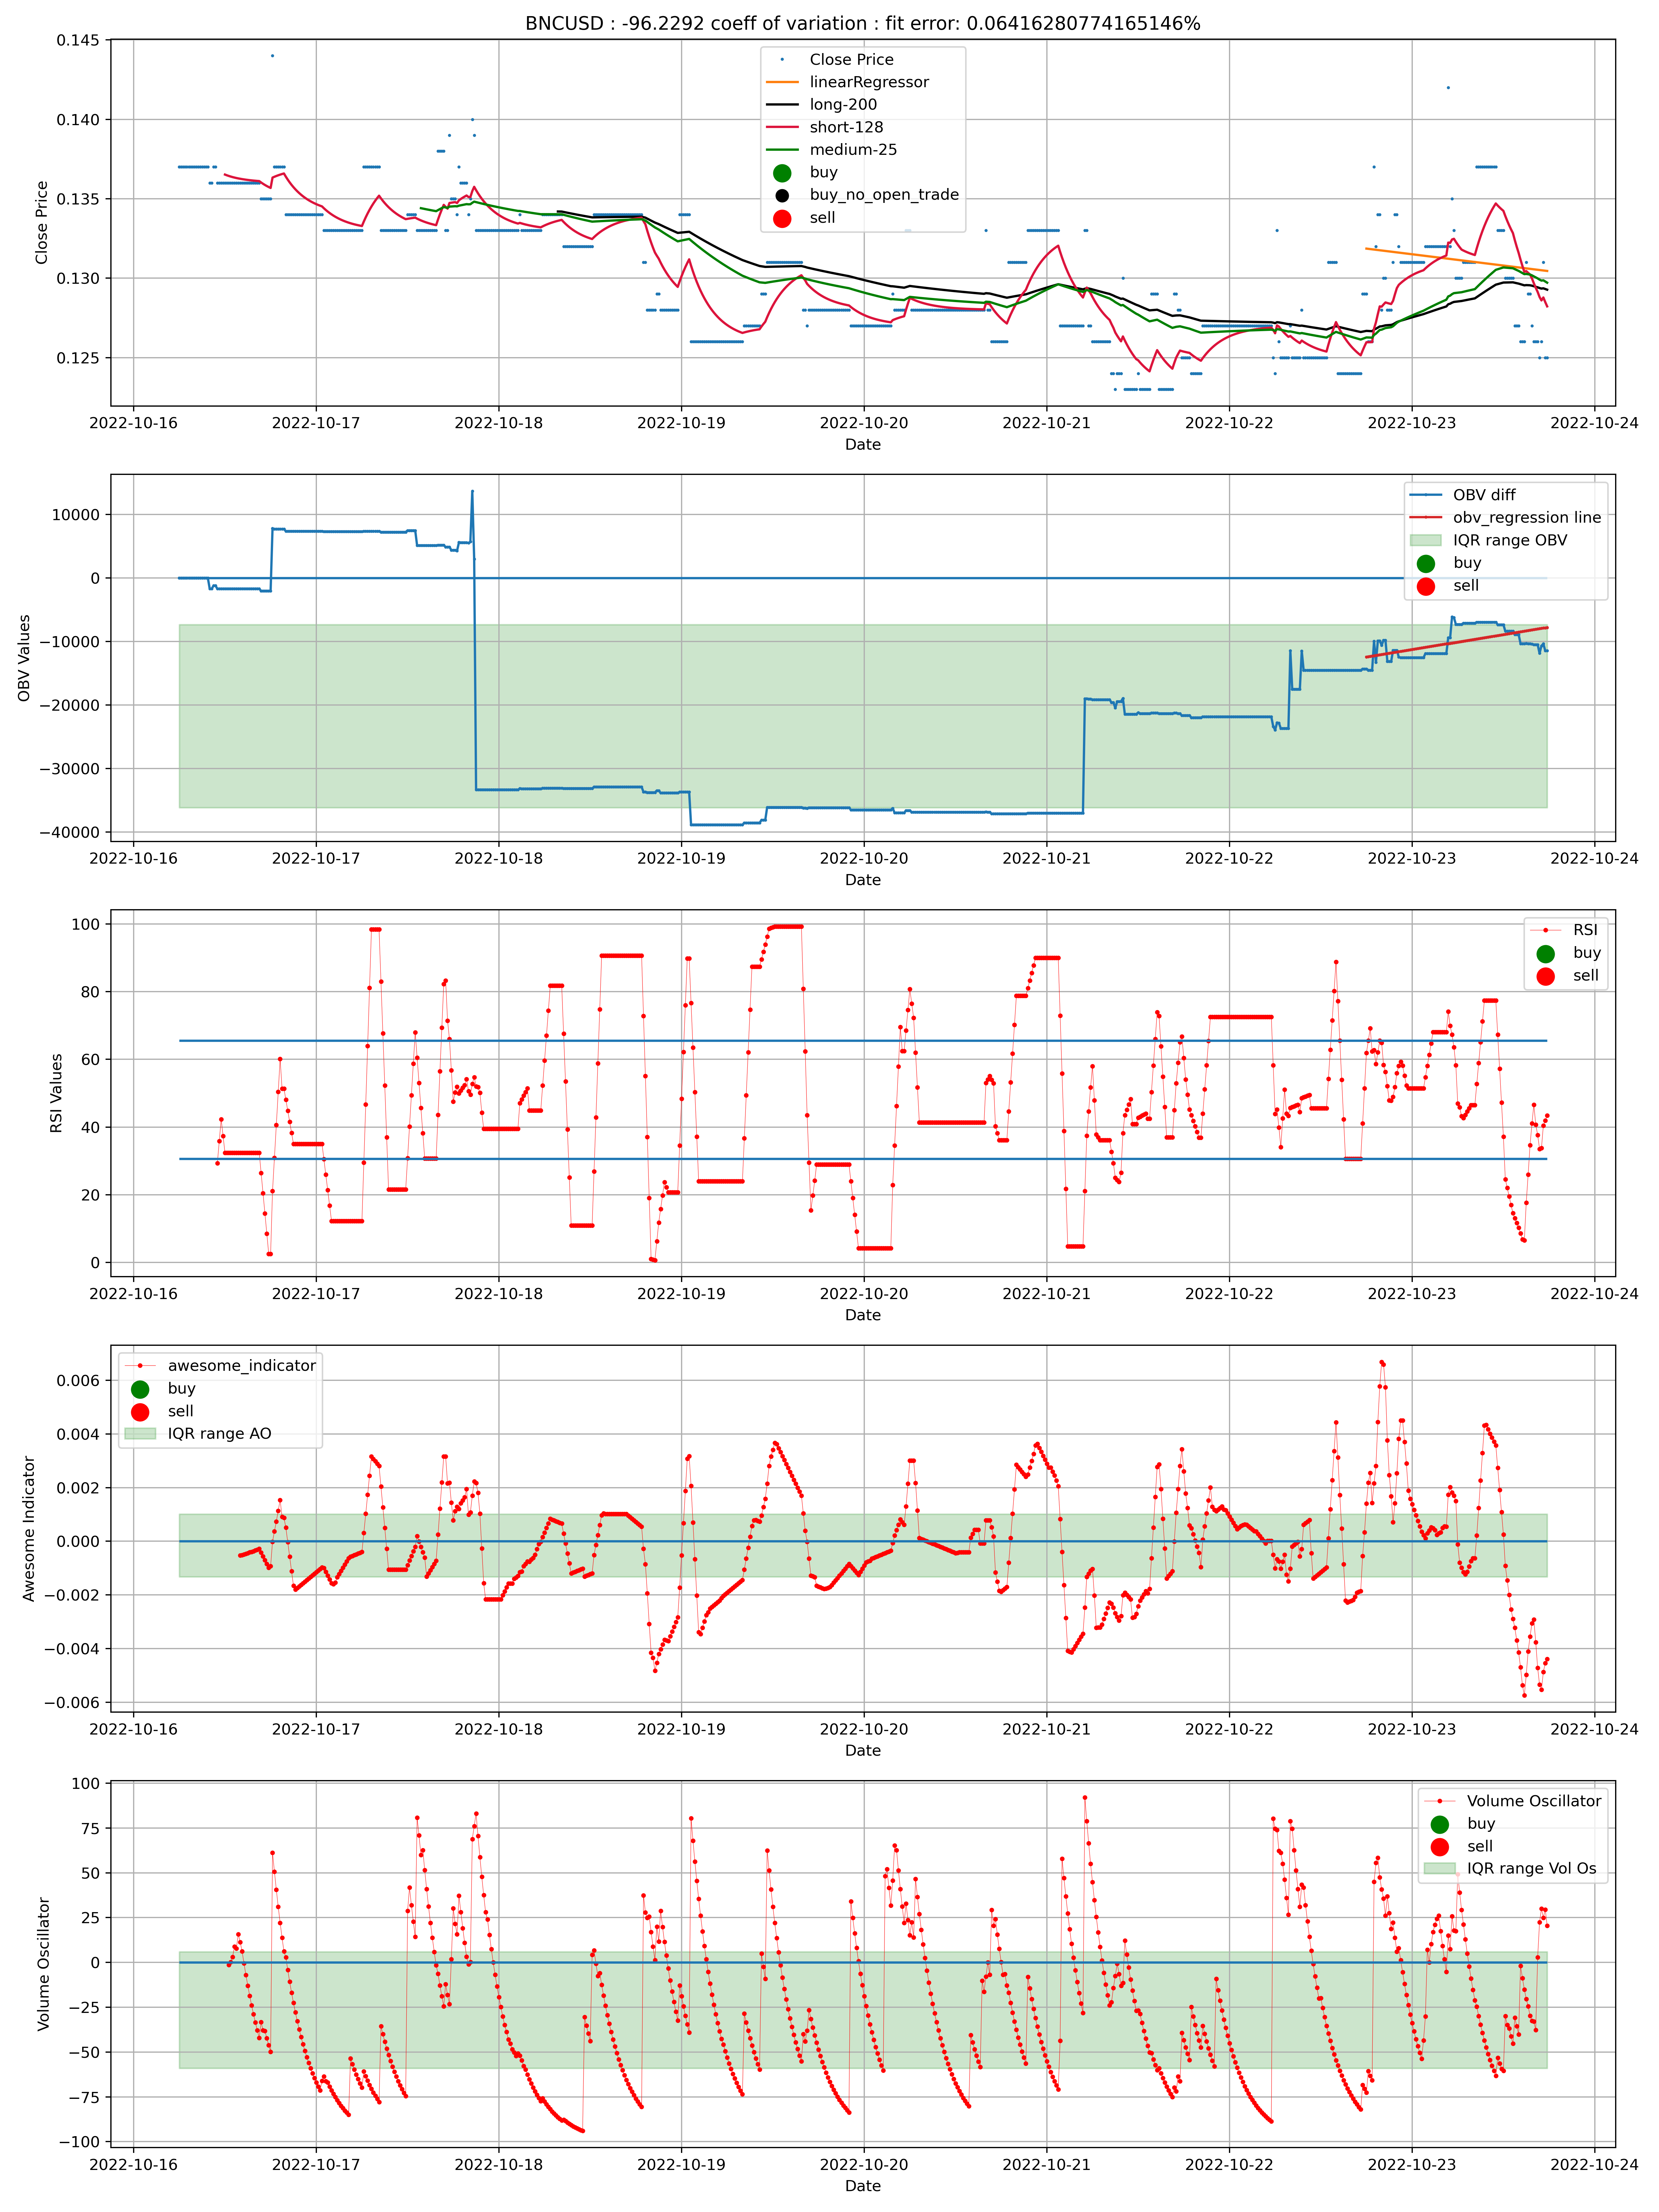 BNCUSD : -96.2292 coeff of variation : fit error: 0.06416280774165146%
0.145
0.140
0.135
0.130
0.125
Close Price
Close Price
linearRegressor
long-200
short-128
medium-25
buy
buy_no_open_trade
sell
2022-10-16 2022-10-17 2022-10-18 2022-10-19 2022-10-20 2022-10-21 2022-10-22 2022-10-23 2022-10-24
Date
10000
0
−10000
−20000
−30000
−40000
OBV Values
OBV diff
obv_regression line
IQR range OBV
buy
sell
2022-10-16 2022-10-17 2022-10-18 2022-10-19 2022-10-20 2022-10-21 2022-10-22 2022-10-23 2022-10-24
Date
100
80
60
40
20
0
RSI Values
RSI
buy
sell
2022-10-16 2022-10-17 2022-10-18 2022-10-19 2022-10-20 2022-10-21 2022-10-22 2022-10-23 2022-10-24
Date
0.006
0.004
0.002
0.000
−0.002
−0.004
−0.006
Awesome Indicator
awesome_indicator
buy
sell
IQR range AO
2022-10-16 2022-10-17 2022-10-18 2022-10-19 2022-10-20 2022-10-21 2022-10-22 2022-10-23 2022-10-24
Date
100
75
50
25
0
−25
−50
−75
−100
Volume Oscillator
Volume Oscillator
buy
sell
IQR range Vol Os
2022-10-16 2022-10-17 2022-10-18 2022-10-19 2022-10-20 2022-10-21 2022-10-22 2022-10-23 2022-10-24
Date